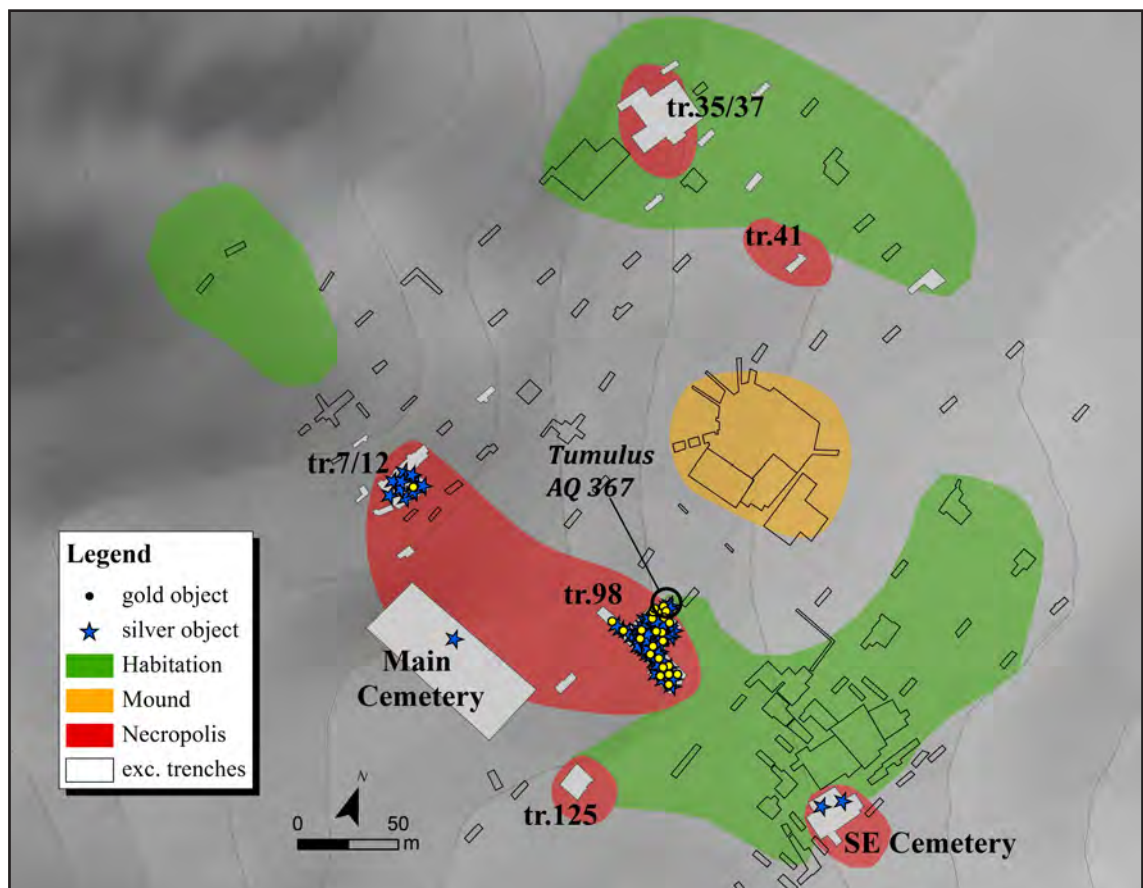 tr.35/37
tr.41
tr.7/12
Tumulus
AQ 367
tr.98
Main
Cemetery
tr.125
SE Cemetery
Legend
gold object
silver object
Habitation
Mound
Necropolis
exc. trenches
N
0 50
m